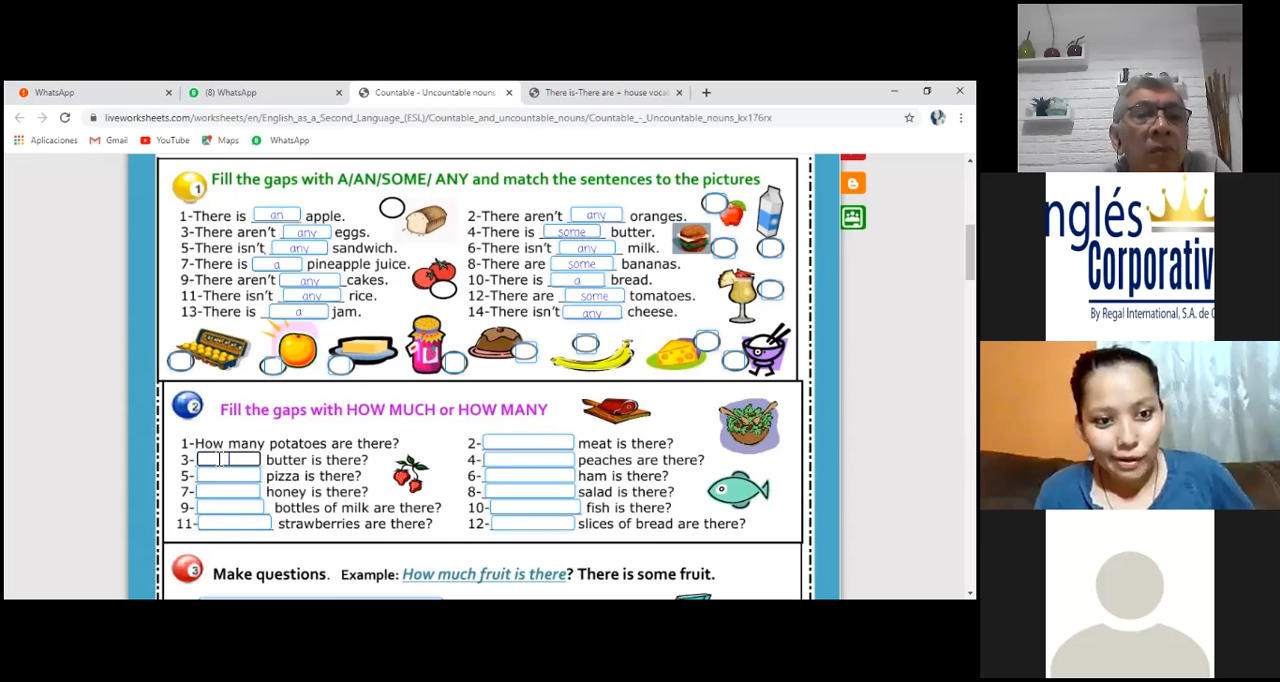 WhatsApp
(8) WhatsApp
Countable - Uncountable nouns
There is-There are + house vocab
liveworksheets.com/worksheets/en/English_as_a_Second_Language_(ESL)/Countable_and_uncountable_nouns/Countable_-_Uncountable_nouns_kx176rx
Aplicaciones
Gmail
YouTube
Maps
WhatsApp
1 Fill the gaps with A/AN/SOME/ ANY and match the sentences to the pictures
1-There is an apple.
2-There aren't any oranges.
3-There aren't any eggs.
4-There is some butter.
5-There isn't any sandwich.
6-There isn't any milk.
7-There is a pineapple juice.
8-There are some bananas.
9-There aren't any cakes.
10-There is a bread.
11-There isn't any rice.
12-There are some tomatoes.
13-There is a jam.
14-There isn't any cheese.
2 Fill the gaps with HOW MUCH or HOW MANY
1-How many potatoes are there?
2- meat is there?
3- butter is there?
4- peaches are there?
5- pizza is there?
6- ham is there?
7- honey is there?
8- salad is there?
9- bottles of milk are there?
10- fish is there?
11- strawberries are there?
12- slices of bread are there?
3 Make questions. Example: How much fruit is there? There is some fruit.
nglés
Corporativ
By Regal International, S.A. de C